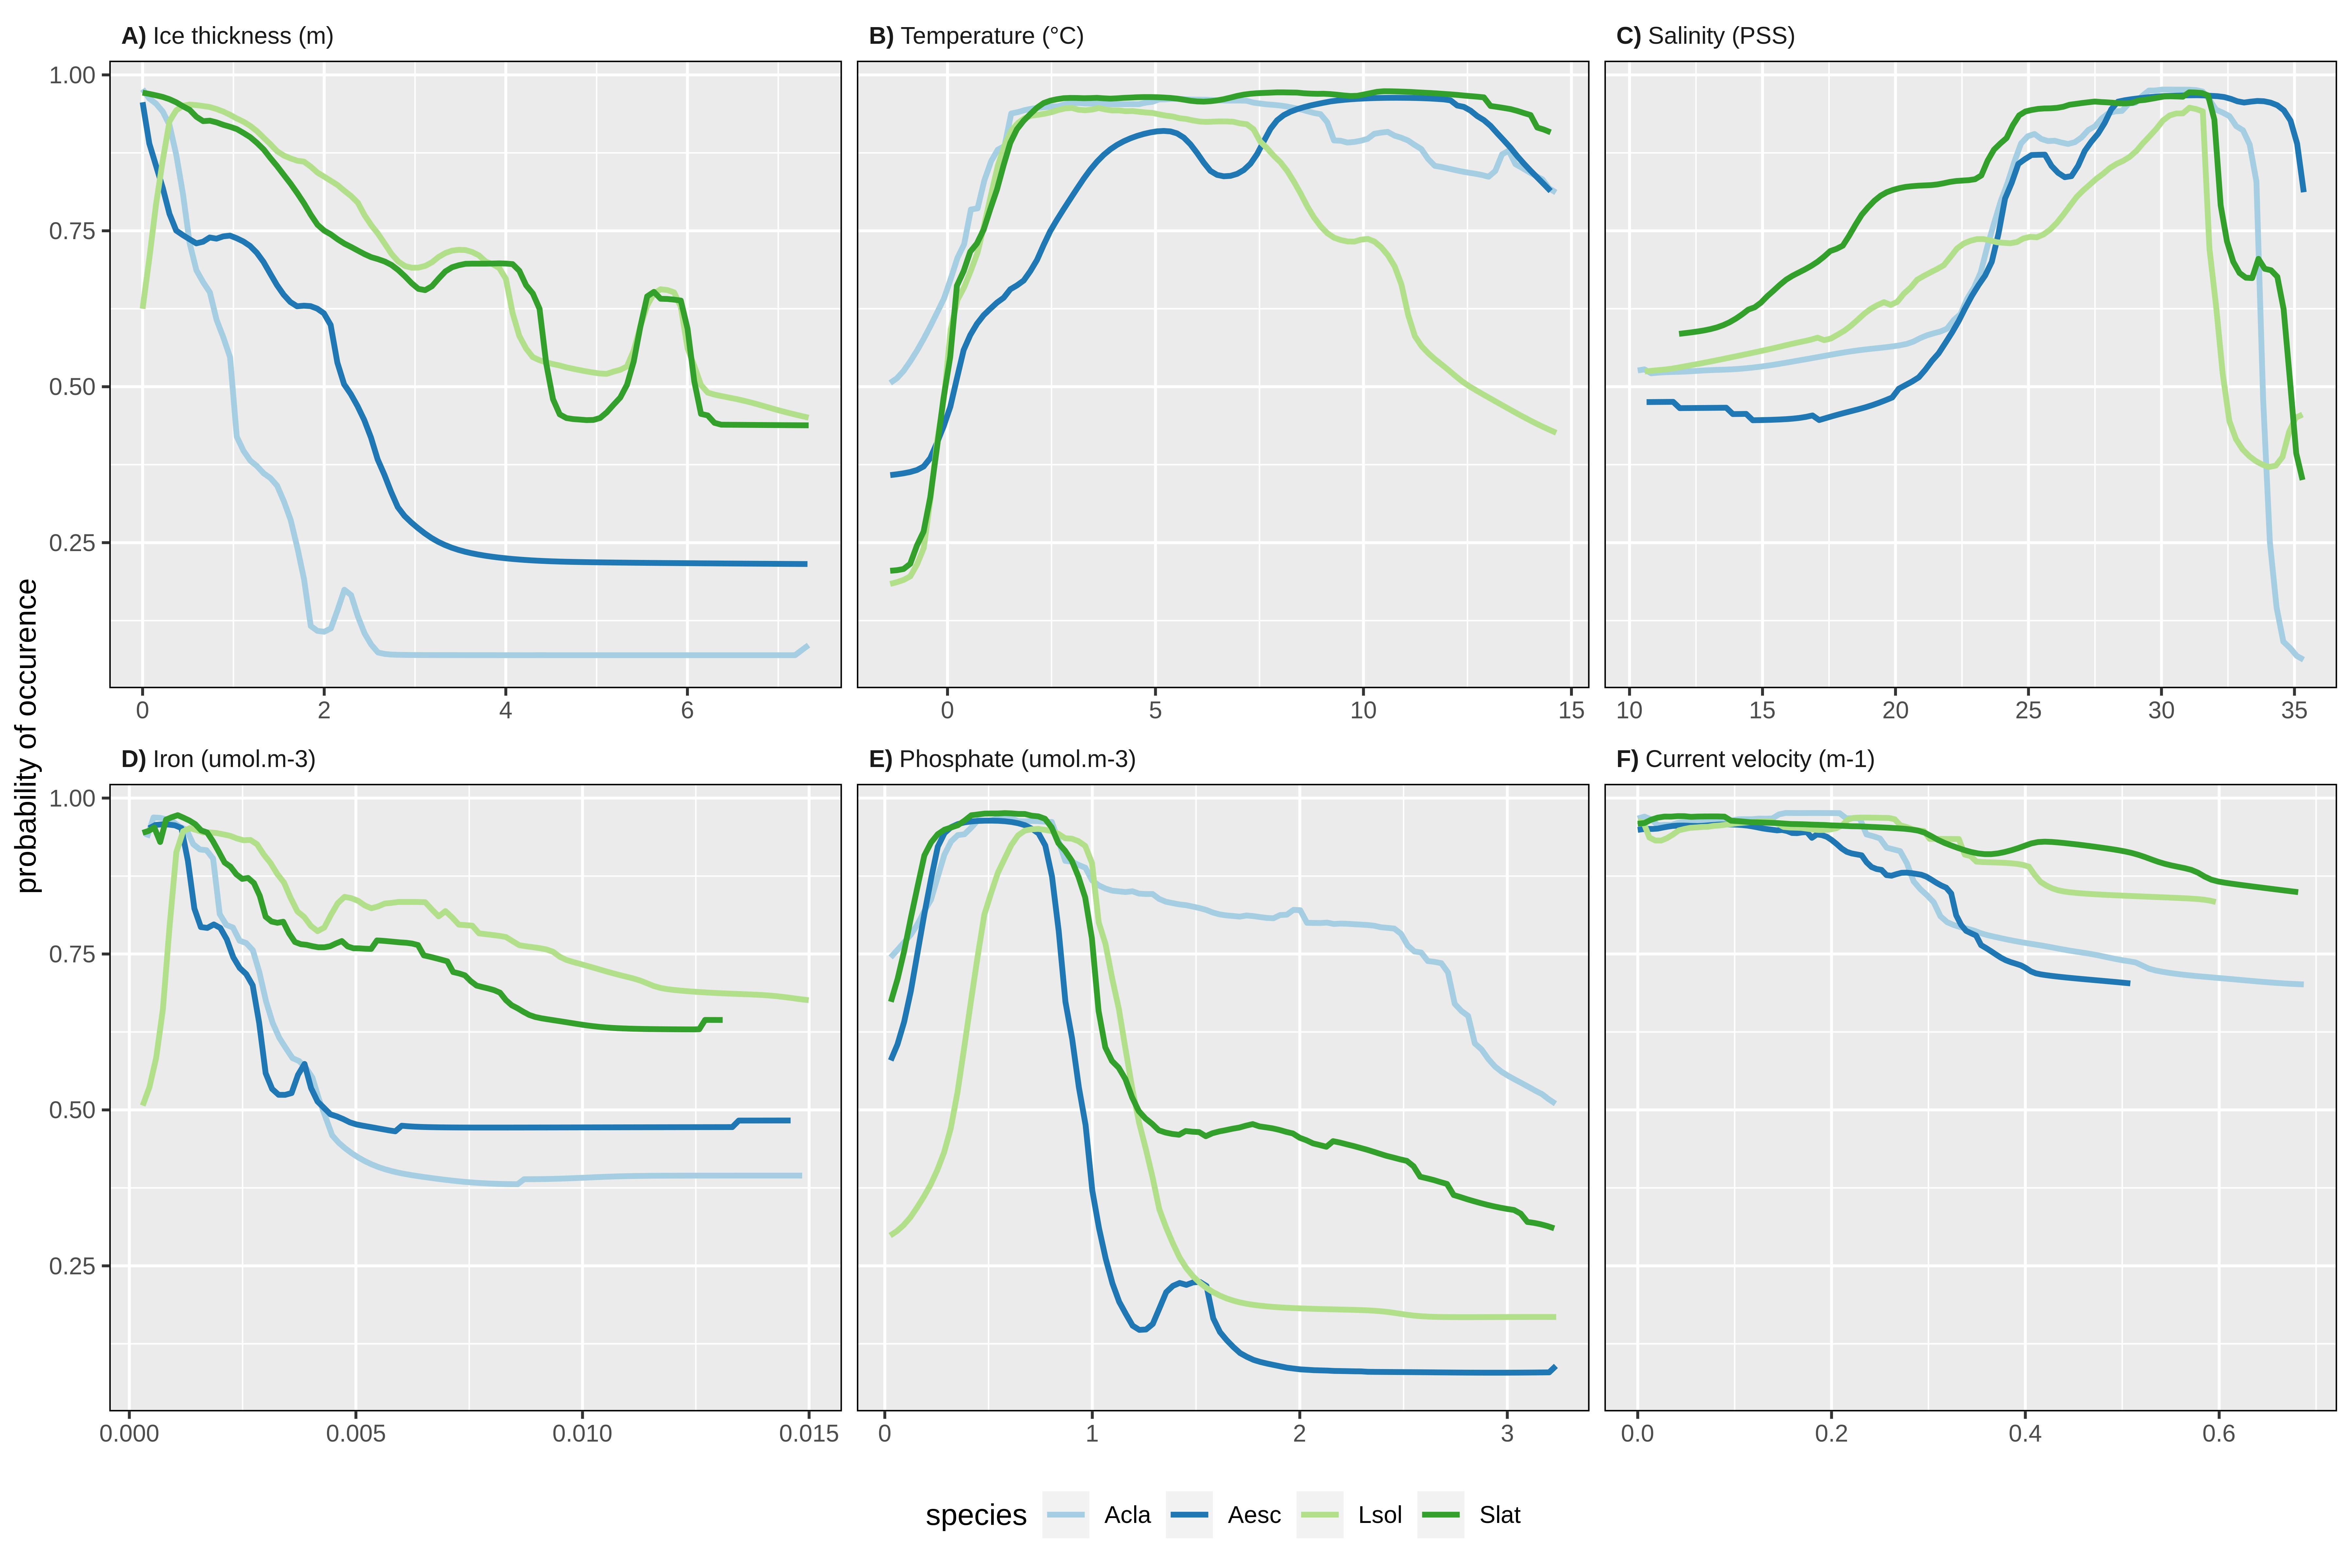 A) Ice thickness (m)
B) Temperature (°C)
C) Salinity (PSS)
1.00
0.75
0.50
0.25
0 2 4 6
0 5 10 15
10 15 20 25 30 35
probability of occurence
D) Iron (umol.m-3)
E) Phosphate (umol.m-3)
F) Current velocity (m-1)
1.00
0.75
0.50
0.25
0.000 0.005 0.010 0.015
0 1 2 3
0.0 0.2 0.4 0.6
species Acla Aesc Lsol Slat